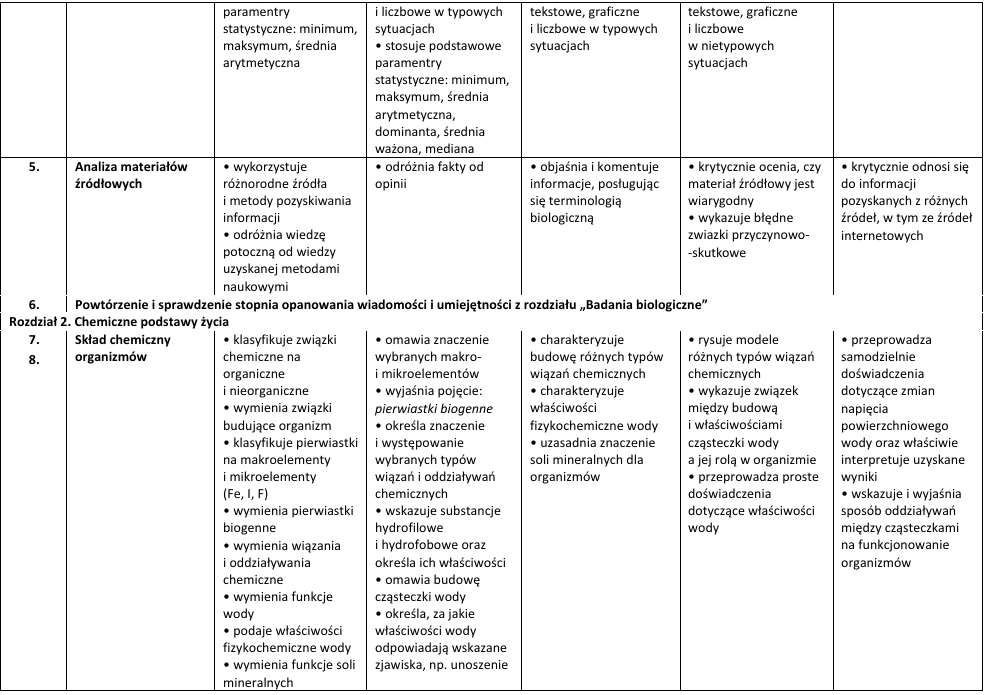 paramentry
statystyczne: minimum,
maksymum, średnia
arytmetyczna
i liczbowe w typowych
sytuacjach
• stosuje podstawowe
paramentry
statystyczne: minimum,
maksymum, średnia
arytmetyczna,
dominanta, średnia
ważona, mediana
tekstowe, graficzne
i liczbowe w typowych
sytuacjach
tekstowe, graficzne
i liczbowe
w nietypowych
sytuacjach
5.
Analiza materiałów
źródłowych
• wykorzystuje
różnorodne źródła
i metody pozyskiwania
informacji
• odróżnia wiedzę
potoczną od wiedzy
uzyskanej metodami
naukowymi
• odróżnia fakty od
opinii
• objaśnia i komentuje
informacje, posługując
się terminologią
biologiczną
• krytycznie ocenia, czy
materiał źródłowy jest
wiarygodny
• wykazuje błędne
zwiazki przyczynowo-
-skutkowe
• krytycznie odnosi się
do informacji
pozyskanych z różnych
źródeł, w tym ze źródeł
internetowych
6.
Powtórzenie i sprawdzenie stopnia opanowania wiadomości i umiejętności z rozdziału „Badania biologiczne”
Rozdział 2. Chemiczne podstawy życia
7.
8.
Skład chemiczny
organizmów
• klasyfikuje związki
chemiczne na
organiczne
i nieorganiczne
• wymienia związki
budujące organizm
• klasyfikuje pierwiastki
na makroelementy
i mikroelementy
(Fe, I, F)
• wymienia pierwiastki
biogenne
• wymienia wiązania
i oddziaływania
chemiczne
• wymienia funkcje
wody
• podaje właściwości
fizykochemiczne wody
• wymienia funkcje soli
mineralnych
• omawia znaczenie
wybranych makro-
i mikroelementów
• wyjaśnia pojęcie:
pierwiastki biogenne
• określa znaczenie
i występowanie
wybranych typów
wiązań i oddziaływań
chemicznych
• wskazuje substancje
hydrofilowe
i hydrofobowe oraz
określa ich właściwości
• omawia budowę
cząsteczki wody
• określa, za jakie
właściwości wody
odpowiadają wskazane
zjawiska, np. unoszenie
• charakteryzuje
budowę różnych typów
wiązań chemicznych
• charakteryzuje
właściwości
fizykochemiczne wody
• uzasadnia znaczenie
soli mineralnych dla
organizmów
• rysuje modele
różnych typów wiązań
chemicznych
• wykazuje związek
między budową
i właściwościami
cząsteczki wody
a jej rolą w organizmie
• przeprowadza proste
doświadczenia
dotyczące właściwości
wody
• przeprowadza
samodzielnie
doświadczenia
dotyczące zmian
napięcia
powierzchniowego
wody oraz właściwie
interpretuje uzyskane
wyniki
• wskazuje i wyjaśnia
sposób oddziaływań
między cząsteczkami
na funkcjonowanie
organizmów